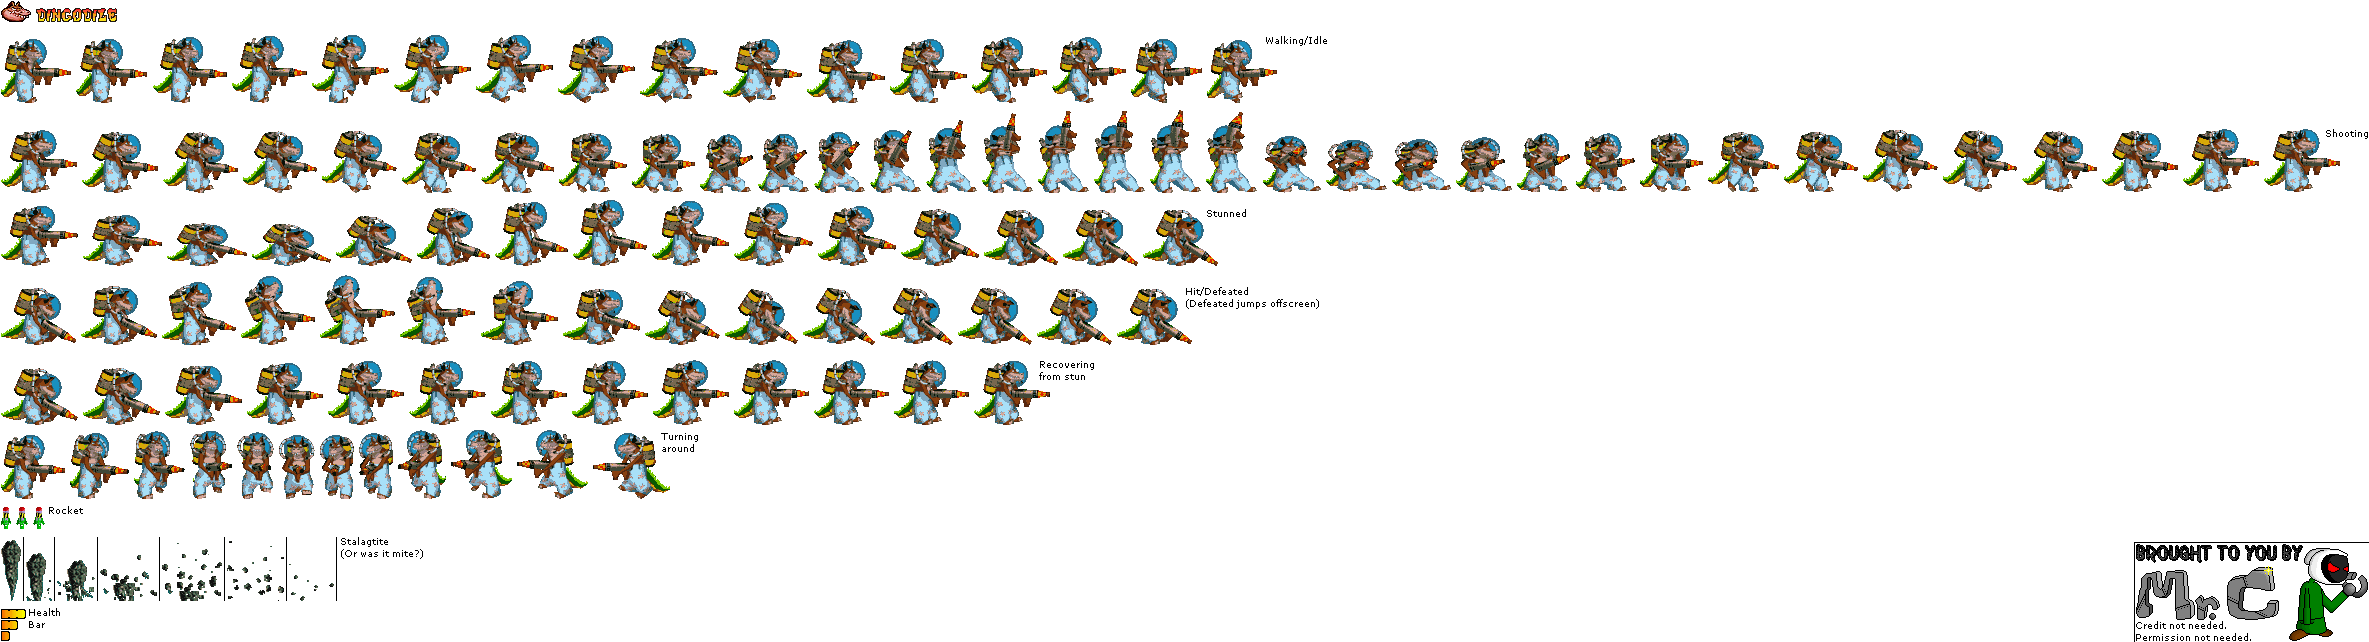 DINGODILE
Walking/Idle
Shooting
Stunned
Hit/Defeated
(Defeated jumps offscreen)
Recovering
from stun
Turning
around
Rocket
Stalagtite
(Or was it mite?)
Health
Bar
BROUGHT TO YOU BY
Mr. C
Credit not needed.
Permission not needed.